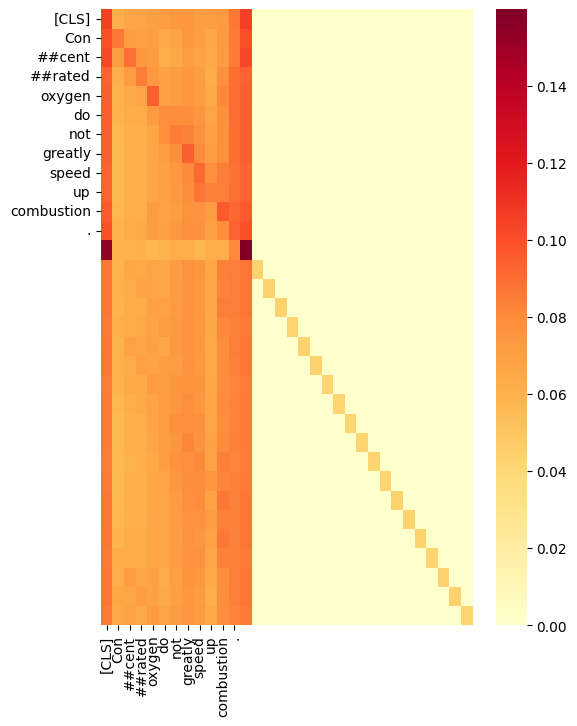 [CLS]
Con
##cent
##rated
oxygen
do
not
greatly
speed
up
combustion
.
0.14
0.12
0.10
0.08
0.06
0.04
0.02
0.00
[CLS]
Con
##cent
##rated
oxygen
do
not
greatly
speed
up
combustion
.